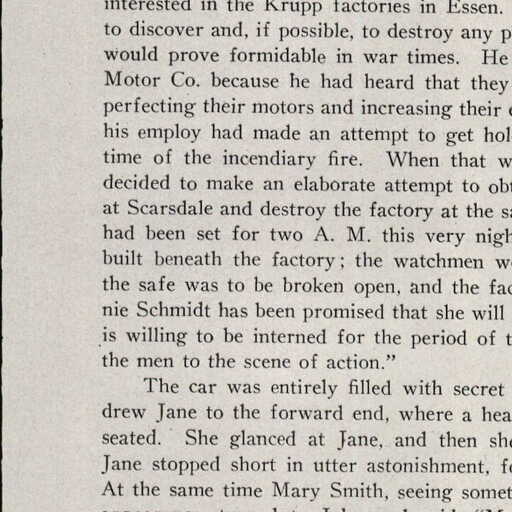 interested in the Krupp factories in Essen.
to discover and, if possible, to destroy any p
would prove formidable in war times. He
Motor Co. because he had heard that they
perfecting their motors and increasing their e
his employ had made an attempt to get hol
time of the incendiary fire. When that w
decided to make an elaborate attempt to obt
at Scarsdale and destroy the factory at the sa
had been set for two A. M. this very nigh
built beneath the factory; the watchmen we
the safe was to be broken open, and the fac
nie Schmidt has been promised that she will
is willing to be interned for the period of t
the men to the scene of action.”
The car was entirely filled with secret
drew Jane to the forward end, where a hea
seated. She glanced at Jane, and then she
Jane stopped short in utter astonishment, fo
At the same time Mary Smith, seeing somet